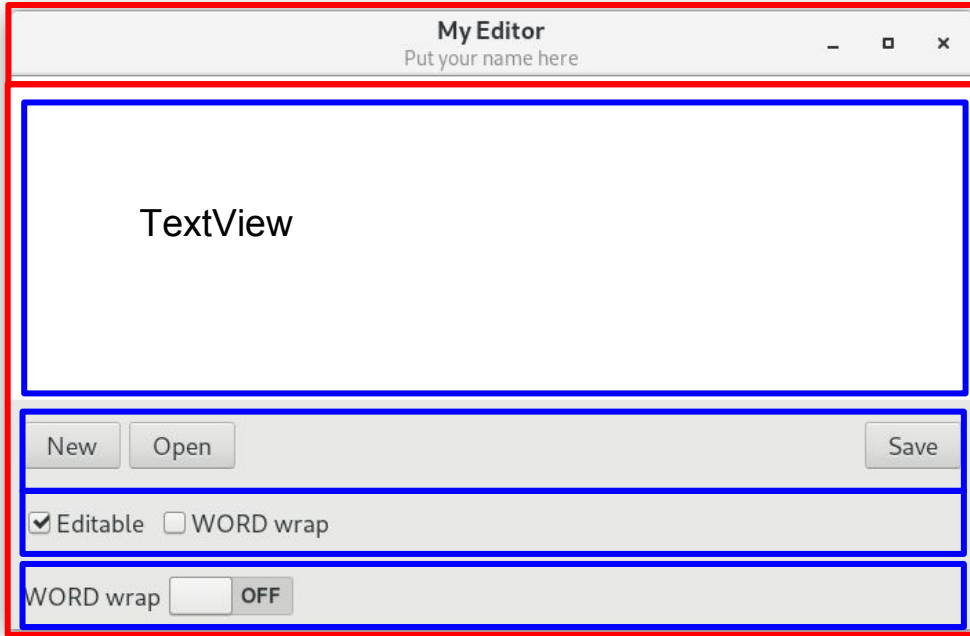 My Editor
Put your name here
TextView
New Open Save
Editable WORD wrap
WORD wrap OFF